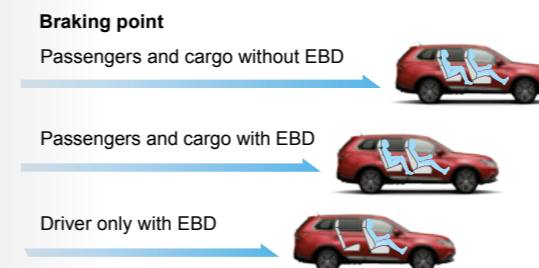 Braking point
Passengers and cargo without EBD
Passengers and cargo with EBD
Driver only with EBD